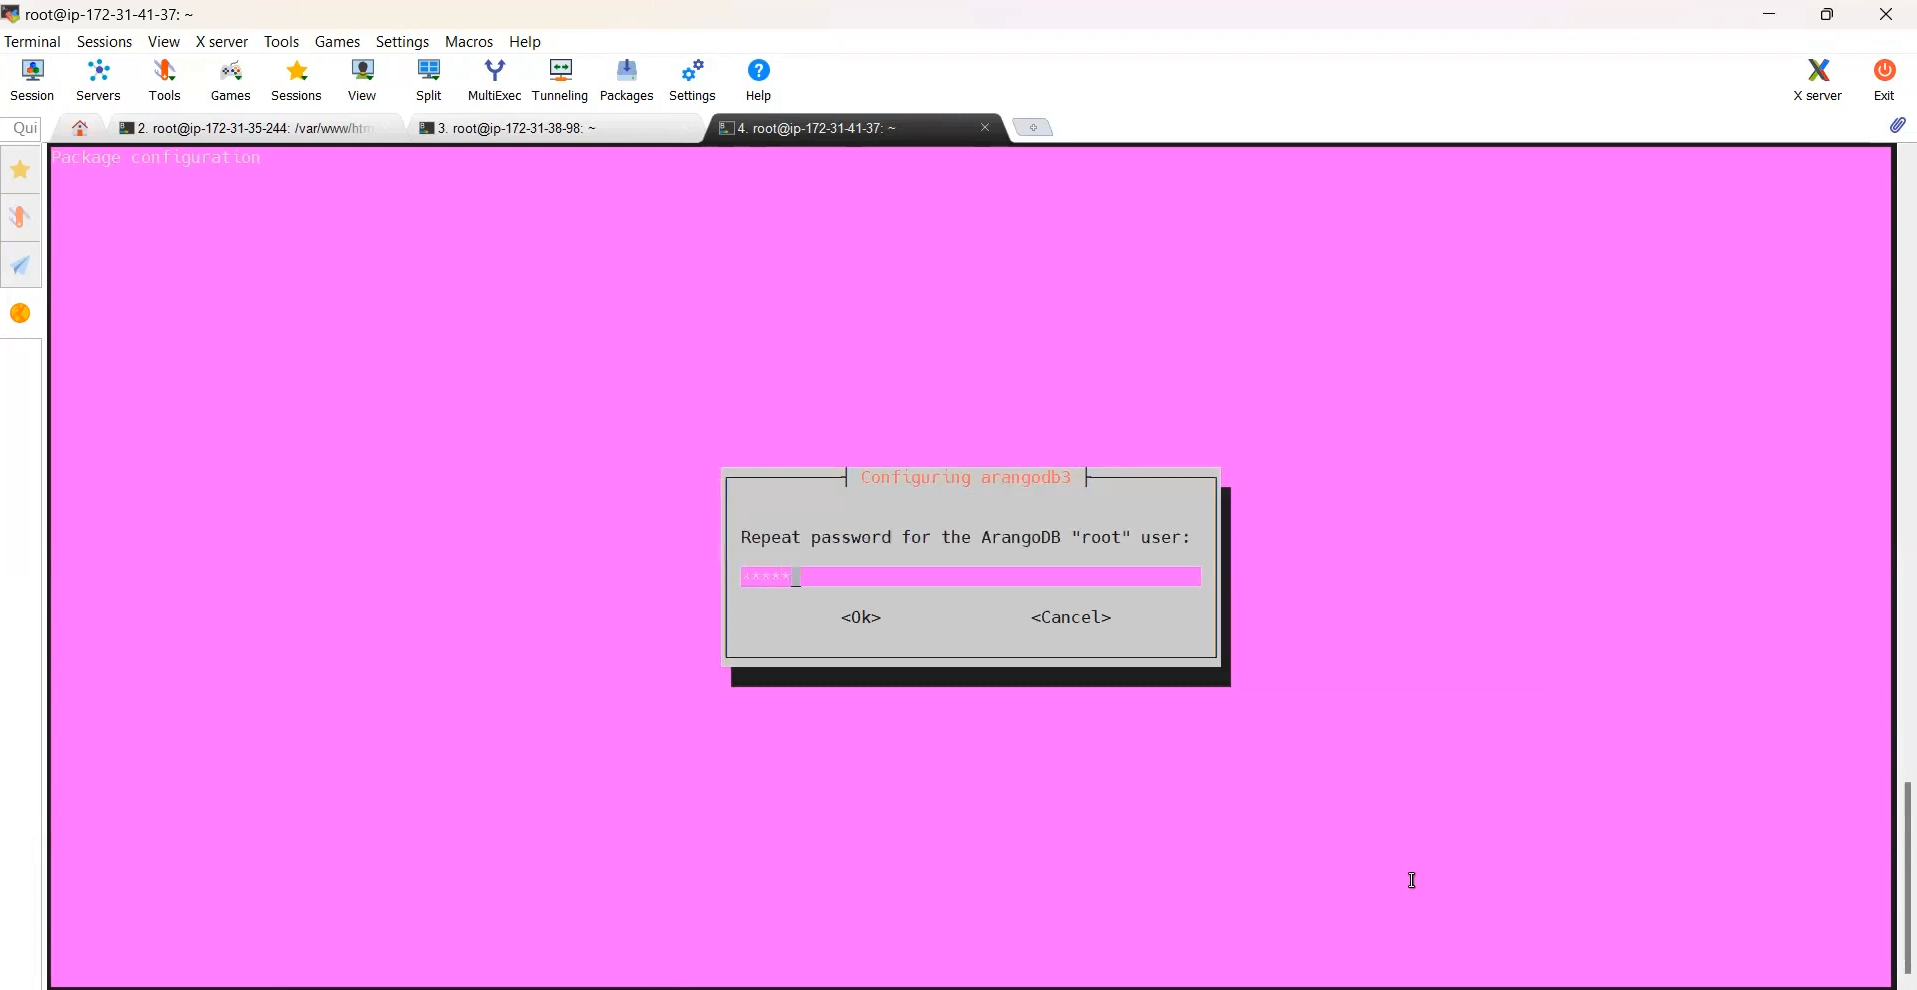 root@ip-172-31-41-37: ~
Terminal Sessions View X server Tools Games Settings Macros Help
Session Servers Tools Games Sessions View Split MultiExec Tunneling Packages Settings Help X server Exit
Qui 2. root@ip-172-31-35-244: /var/www/htm 3. root@ip-172-31-38-98: ~ 4. root@ip-172-31-41-37: ~
Package configuration
Configuring arangodb3
Repeat password for the ArangoDB "root" user:
*****
<Ok> <Cancel>